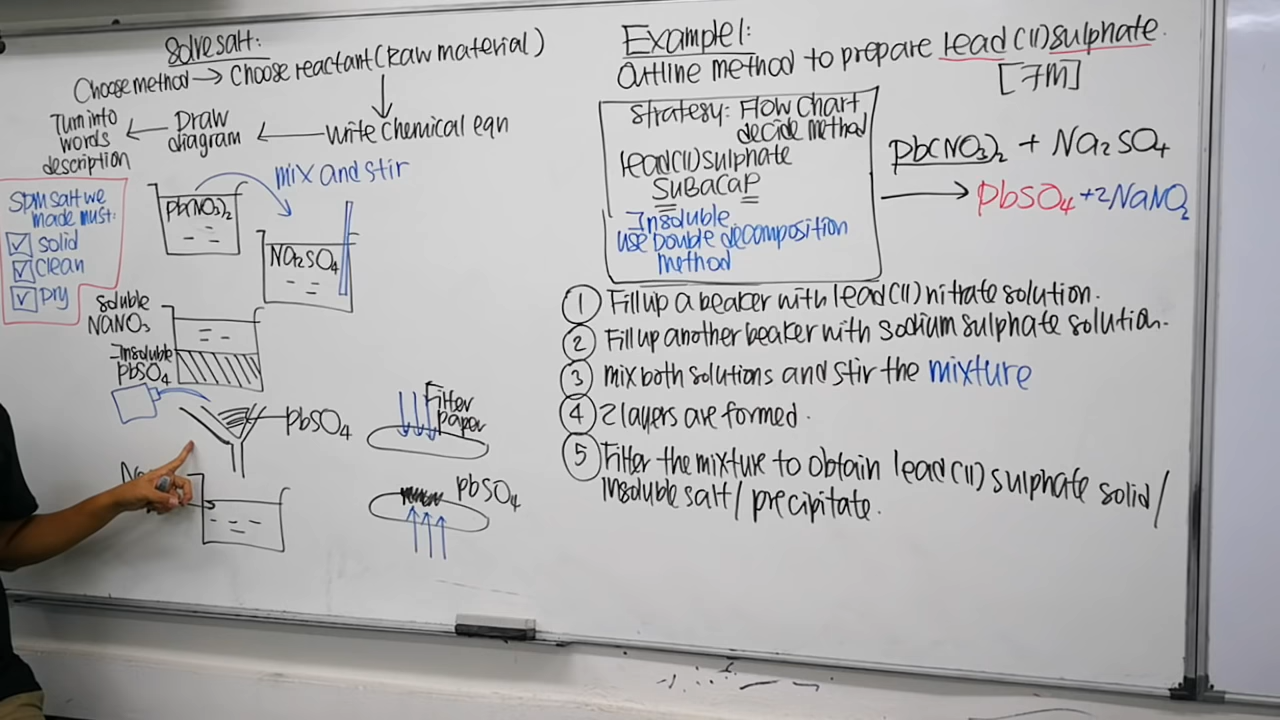 Solve salt:
Choose method → Choose reactant (Raw material)
Write Chemical eqn
Draw diagram
Turn into words description
SPM salt we made must:
☑ solid
☑ clean
☑ Dry
mix and stir
Pb(NO3)2
Na2SO4
soluble NaNO3
Insoluble PbSO4
PbSO4
Filter paper
PbSO4
Example 1:
Outline method to prepare lead (II) sulphate.
[7M]
Strategy: Flow Chart,
decide method
lead(II) sulphate
SuBaCaP
Insoluble
use Double decomposition
method
Pb(NO3)2 + Na2SO4
→ PbSO4 + 2NaNO2
① Fill up a beaker with lead(II) nitrate solution.
② Fill up another beaker with sodium sulphate solution.
③ mix both solutions and stir the mixture
④ 2 layers are formed.
⑤ Filter the mixture to obtain lead (II) sulphate solid/
insoluble salt / precipitate.